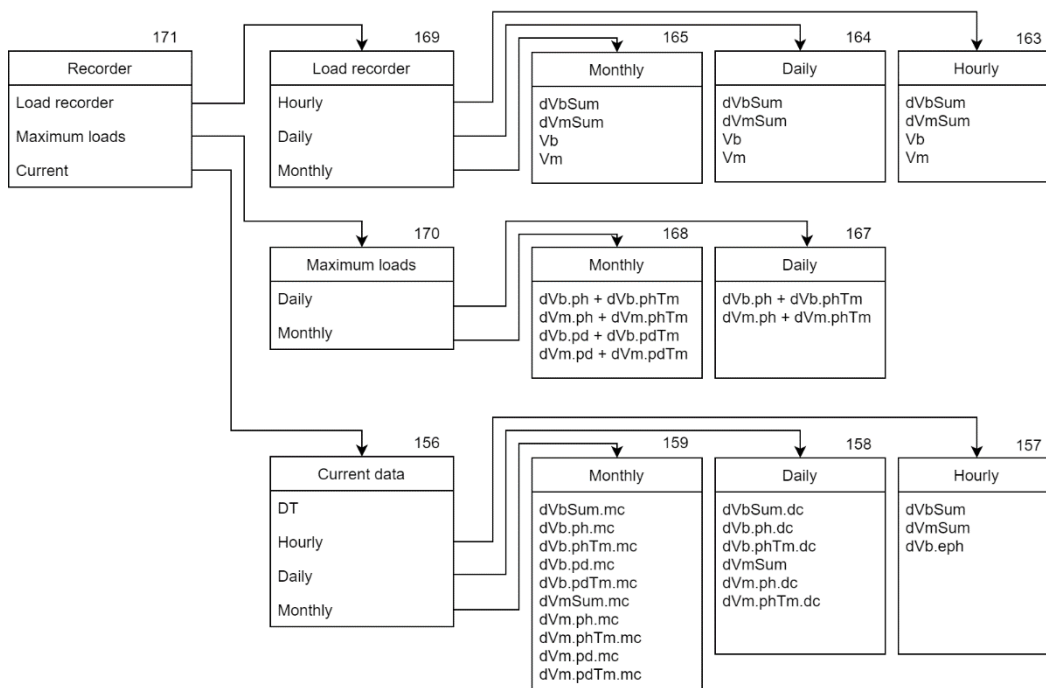 171
Recorder
Load recorder
Maximum loads
Current
169
Load recorder
Hourly
Daily
Monthly
165
Monthly
dVbSum
dVmSum
Vb
Vm
164
Daily
dVbSum
dVmSum
Vb
Vm
163
Hourly
dVbSum
dVmSum
Vb
Vm
170
Maximum loads
Daily
Monthly
168
Monthly
dVb.ph + dVb.phTm
dVm.ph + dVm.phTm
dVb.pd + dVb.pdTm
dVm.pd + dVm.pdTm
167
Daily
dVb.ph + dVb.phTm
dVm.ph + dVm.phTm
156
Current data
DT
Hourly
Daily
Monthly
159
Monthly
dVbSum.mc
dVb.ph.mc
dVb.phTm.mc
dVb.pd.mc
dVb.pdTm.mc
dVmSum.mc
dVm.ph.mc
dVm.phTm.mc
dVm.pd.mc
dVm.pdTm.mc
158
Daily
dVbSum.dc
dVb.ph.dc
dVb.phTm.dc
dVmSum
dVm.ph.dc
dVm.phTm.dc
157
Hourly
dVbSum
dVmSum
dVb.eph